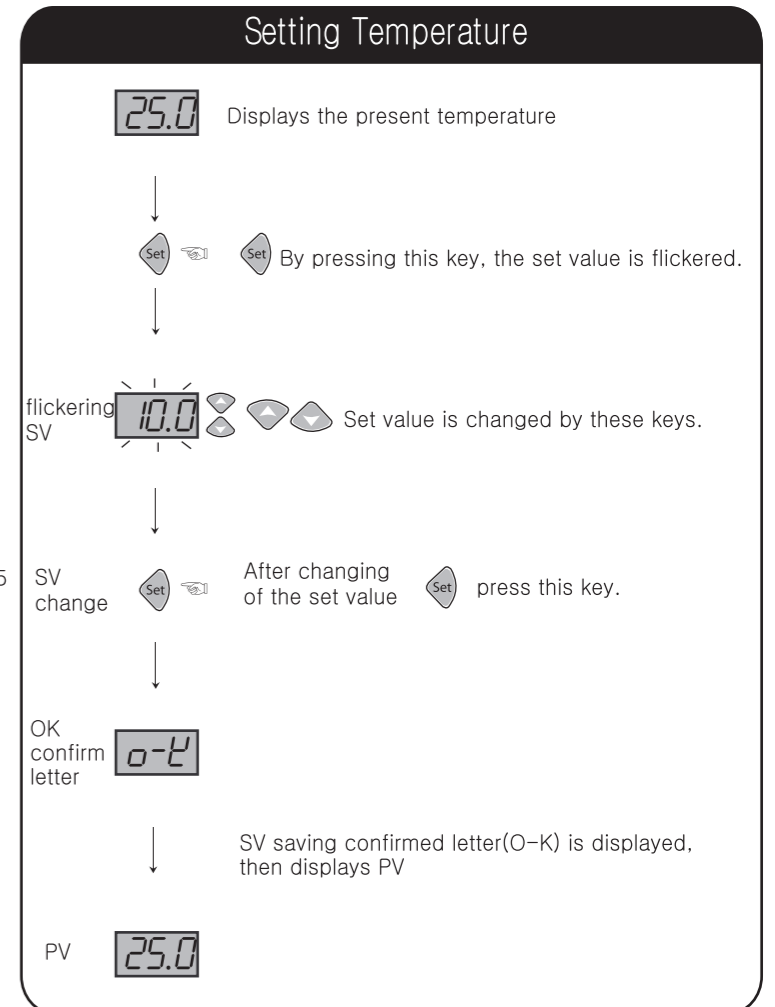 Setting Temperature
25.0 Displays the present temperature
Set Set By pressing this key, the set value is flickered.
flickering
SV
10.0 Set value is changed by these keys.
5
SV
change
Set
After changing
of the set value
Set press this key.
OK
confirm
letter
o-K
SV saving confirmed letter(O-K) is displayed,
then displays PV
PV 25.0